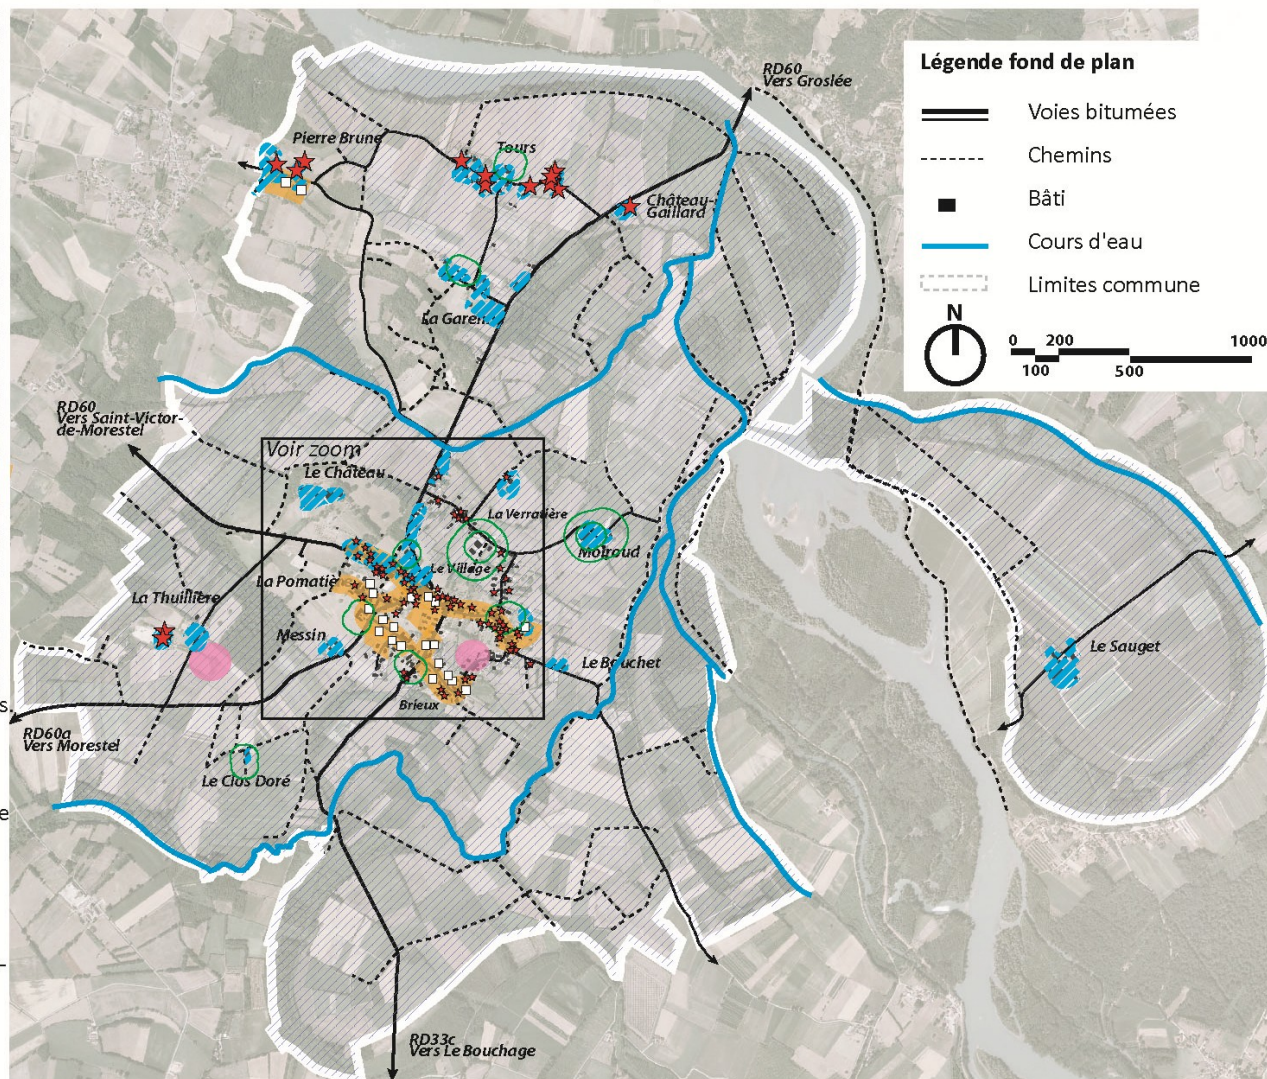 Légende fond de plan
Voies bitumées
Chemins
Bâti
Cours d'eau
Limites commune
N
0 200 1000
100 500
RD60
Vers Groslée
Pierre Brune
Tours
Château-
Gaillard
La Garenne
RD60
Vers Saint-Victor-
de-Morestel
Voir zoom
Le Château
La Verratière
Moiroud
Le Village
La Pomatiè
La Thuillière
Messin
Le Bouchet
Le Sauget
Brieux
s.
RD60a
Vers Morestel
Le Clos Doré
e
-
RD33c
Vers Le Bouchage